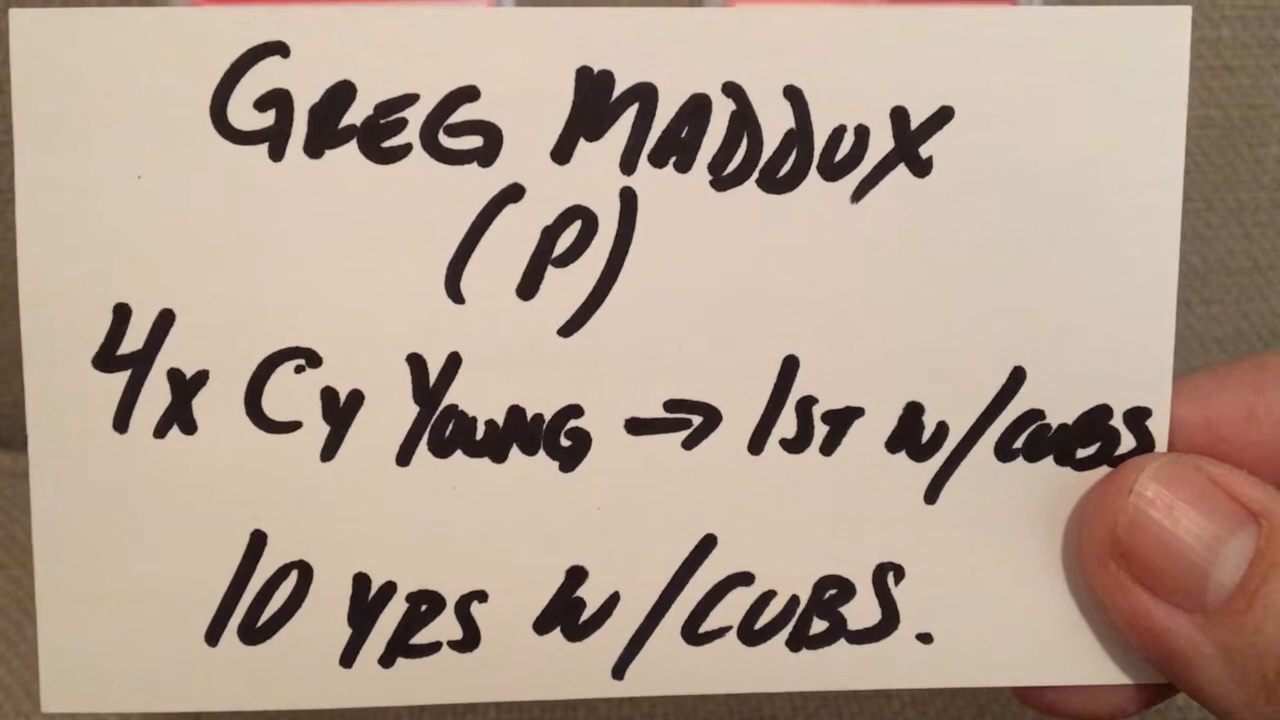 GREG MADDUX
(P)
4x Cy YOUNG → 1ST W/CUBS
10 YRS W/CUBS.